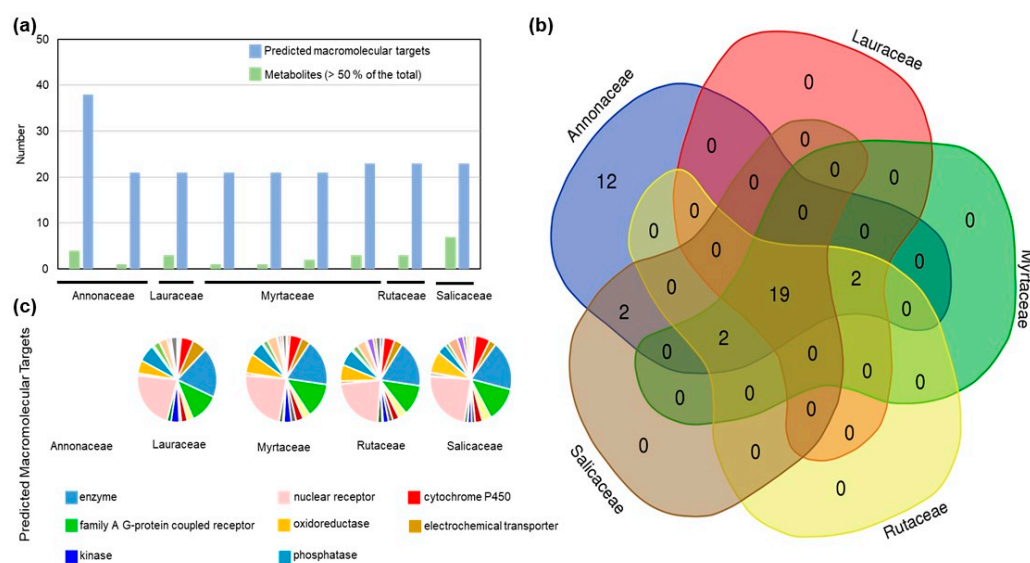 (a)
50
40
30
20
10
0
Number
Predicted macromolecular targets
Metabolites (> 50 % of the total)
Annonaceae Lauraceae Myrtaceae Rutaceae Salicaceae
(b)
Lauraceae
Annonaceae
Myrtaceae
Rutaceae
Salicaceae
0
0
0
12
0
0
0
0
0
0
0
0
0
0
0
0
2
19
2
0
2
0
0
0
0
0
0
0
0
0
0
(c)
Predicted Macromolecular Targets
Annonaceae Lauraceae Myrtaceae Rutaceae Salicaceae
enzyme nuclear receptor cytochrome P450
family A G-protein coupled receptor oxidoreductase electrochemical transporter
kinase phosphatase